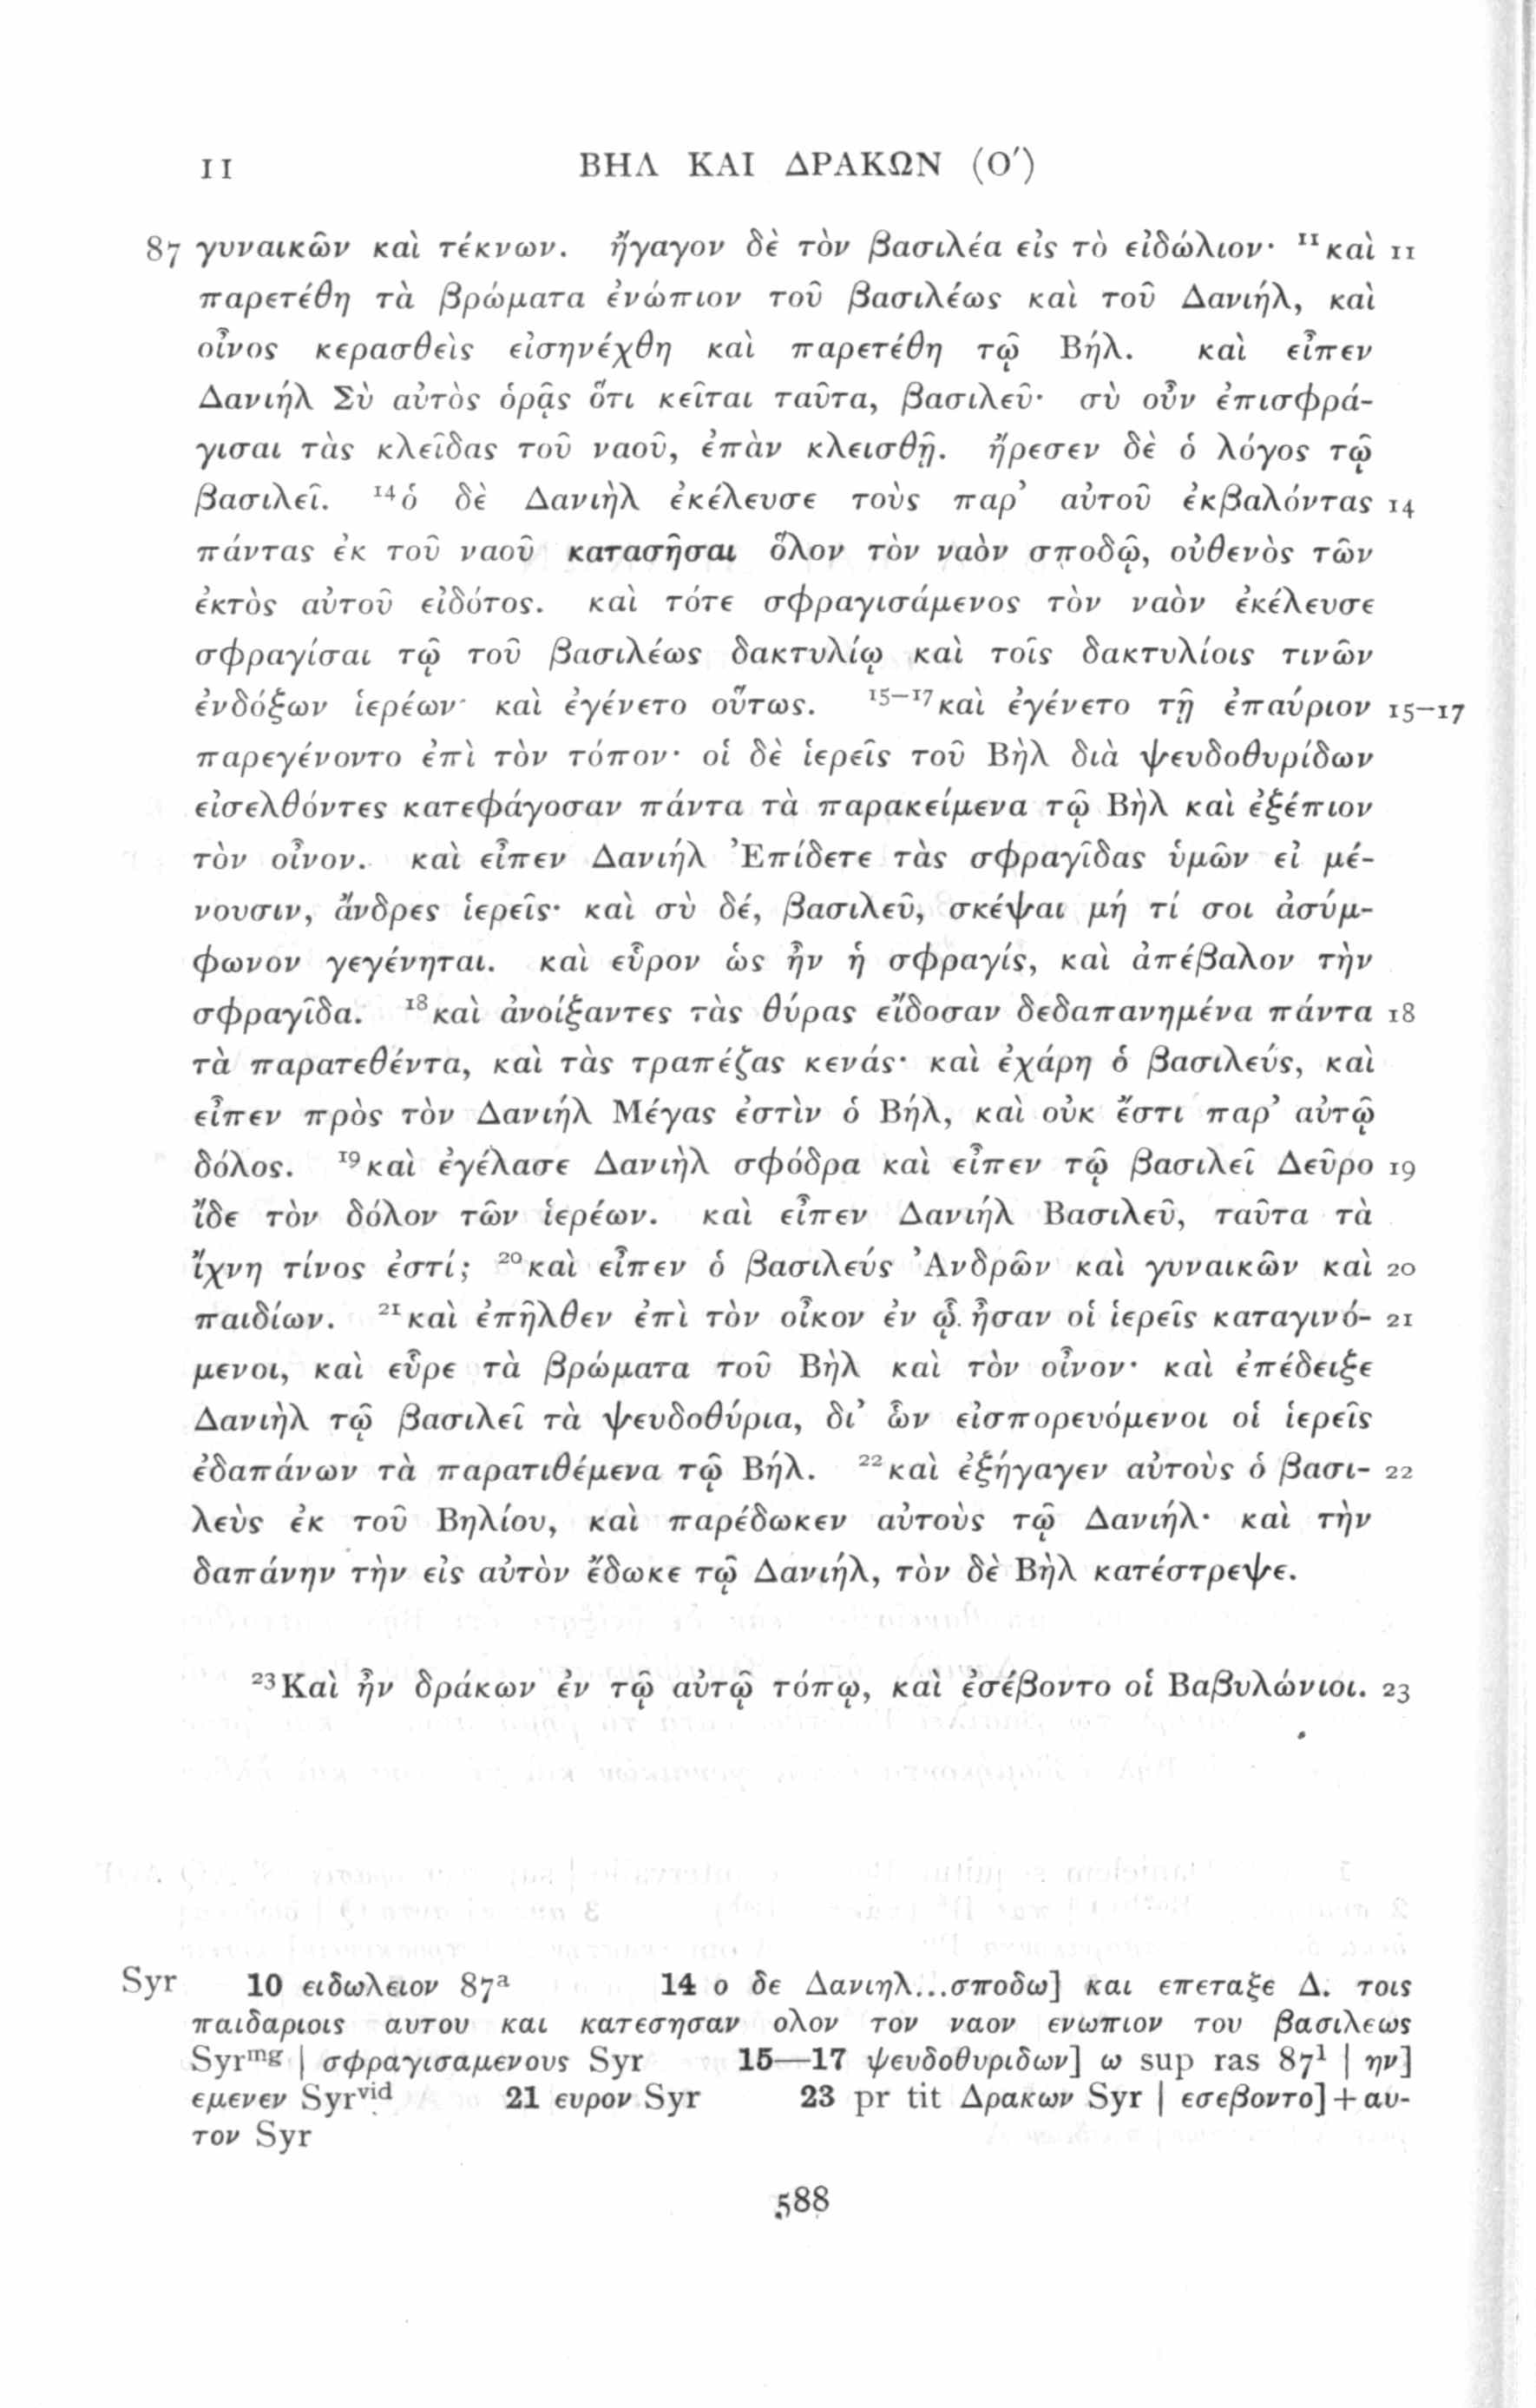 11 ΒΗΛ ΚΑΙ ΔΡΑΚΩΝ (Ο′)
87 γυναικῶν καὶ τέκνων. ἤγαγον δὲ τὸν βασιλέα εἰς τὸ εἰδώλιον· ¹¹καὶ 11
παρετέθη τὰ βρώματα ἐνώπιον τοῦ βασιλέως καὶ τοῦ Δανιήλ, καὶ
οἶνος κερασθεὶς εἰσηνέχθη καὶ παρετέθη τῷ Βήλ. καὶ εἶπεν
Δανιήλ Σὺ αὐτὸς ὁρᾷς ὅτι κεῖται ταῦτα, βασιλεῦ· σὺ οὖν ἐπισφρά-
γισαι τὰς κλεῖδας τοῦ ναοῦ, ἐπὰν κλεισθῇ. ἤρεσεν δὲ ὁ λόγος τῷ
βασιλεῖ. ¹⁴ὁ δὲ Δανιὴλ ἐκέλευσε τοὺς παρ’ αὐτοῦ ἐκβαλόντας 14
πάντας ἐκ τοῦ ναοῦ κατασῆσαι ὅλον τὸν ναὸν σποδῷ, οὐθενὸς τῶν
ἐκτὸς αὐτοῦ εἰδότος. καὶ τότε σφραγισάμενος τὸν ναὸν ἐκέλευσε
σφραγίσαι τῷ τοῦ βασιλέως δακτυλίῳ καὶ τοῖς δακτυλίοις τινῶν
ἐνδόξων ἱερέων· καὶ ἐγένετο οὕτως. ¹⁵⁻¹⁷καὶ ἐγένετο τῇ ἐπαύριον 15–17
παρεγένοντο ἐπὶ τὸν τόπον· οἱ δὲ ἱερεῖς τοῦ Βὴλ διὰ ψευδοθυρίδων
εἰσελθόντες κατεφάγοσαν πάντα τὰ παρακείμενα τῷ Βὴλ καὶ ἐξέπιον
τὸν οἶνον. καὶ εἶπεν Δανιήλ Ἐπίδετε τὰς σφραγῖδας ὑμῶν εἰ μέ-
νουσιν, ἄνδρες ἱερεῖς· καὶ σὺ δέ, βασιλεῦ, σκέψαι μή τί σοι ἀσύμ-
φωνον γεγένηται. καὶ εὗρον ὡς ἦν ἡ σφραγίς, καὶ ἀπέβαλον τὴν
σφραγῖδα. ¹⁸καὶ ἀνοίξαντες τὰς θύρας εἴδοσαν δεδαπανημένα πάντα 18
τὰ παρατεθέντα, καὶ τὰς τραπέζας κενάς· καὶ ἐχάρη ὁ βασιλεύς, καὶ
εἶπεν πρὸς τὸν Δανιήλ Μέγας ἐστὶν ὁ Βήλ, καὶ οὐκ ἔστι παρ’ αὐτῷ
δόλος. ¹⁹καὶ ἐγέλασε Δανιὴλ σφόδρα καὶ εἶπεν τῷ βασιλεῖ Δεῦρο 19
ἴδε τὸν δόλον τῶν ἱερέων. καὶ εἶπεν Δανιήλ Βασιλεῦ, ταῦτα τὰ
ἴχνη τίνος ἐστί; ²⁰καὶ εἶπεν ὁ βασιλεύς Ἀνδρῶν καὶ γυναικῶν καὶ 20
παιδίων. ²¹καὶ ἐπῆλθεν ἐπὶ τὸν οἶκον ἐν ᾧ ἦσαν οἱ ἱερεῖς καταγινό- 21
μενοι, καὶ εὗρε τὰ βρώματα τοῦ Βὴλ καὶ τὸν οἶνον· καὶ ἐπέδειξε
Δανιὴλ τῷ βασιλεῖ τὰ ψευδοθύρια, δι’ ὧν εἰσπορευόμενοι οἱ ἱερεῖς
ἐδαπάνων τὰ παρατιθέμενα τῷ Βήλ. ²²καὶ ἐξήγαγεν αὐτοὺς ὁ βασι- 22
λεὺς ἐκ τοῦ Βηλίου, καὶ παρέδωκεν αὐτοὺς τῷ Δανιήλ· καὶ τὴν
δαπάνην τὴν εἰς αὐτὸν ἔδωκε τῷ Δανιήλ, τὸν δὲ Βὴλ κατέστρεψε.
²³Καὶ ἦν δράκων ἐν τῷ αὐτῷ τόπῳ, καὶ ἐσέβοντο οἱ Βαβυλώνιοι. 23
Syr 10 ειδωλειον 87ᵃ 14 ο δε Δανιηλ...σποδω] και επεταξε Δ. τοις
παιδαριοις αυτου και κατεσησαν ολον τον ναον ενωπιον του βασιλεως
Syrᵐᵍ | σφραγισαμενους Syr 15—17 ψευδοθυριδων] ω sup ras 87¹ | ην]
εμενεν Syrᵛⁱᵈ 21 ευρον Syr 23 pr tit Δρακων Syr | εσεβοντο] + αυ-
τον Syr
588